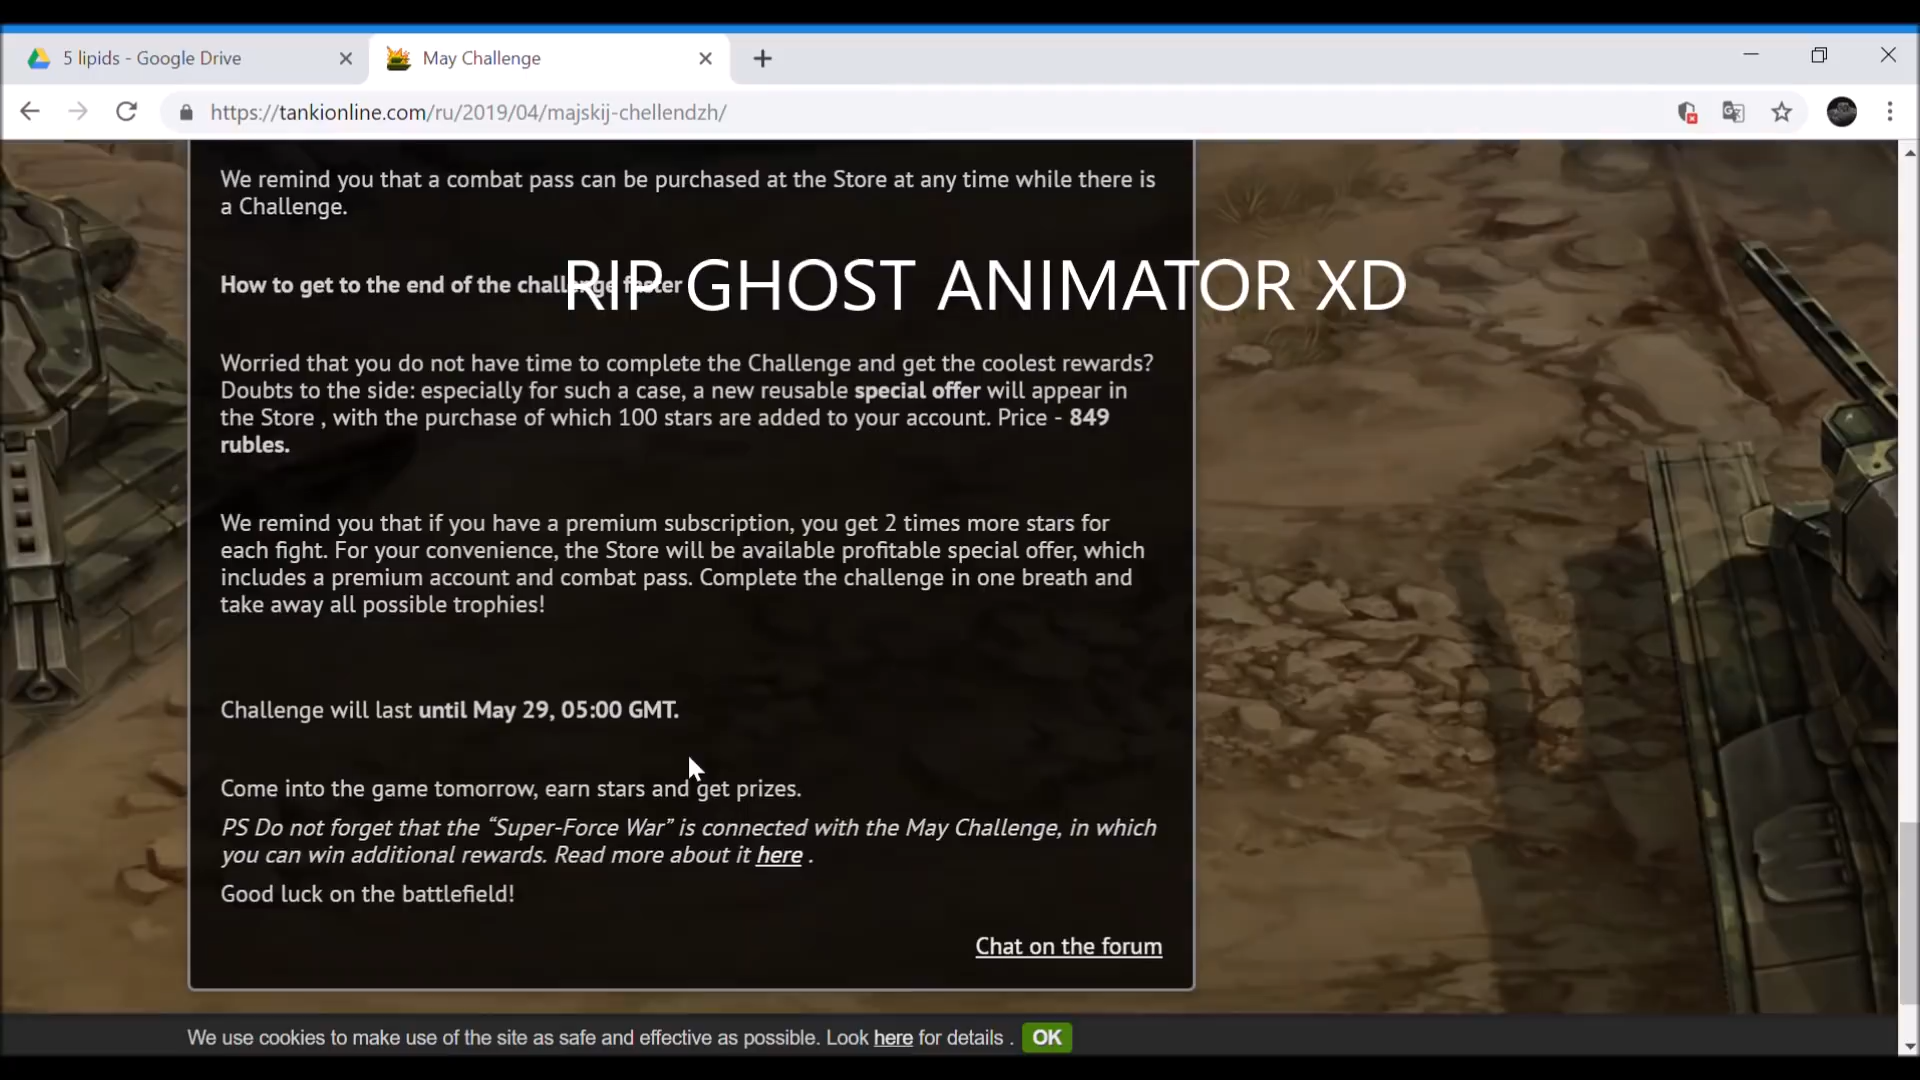 5 lipids - Google Drive
May Challenge
https://tankionline.com/ru/2019/04/majskij-chellendzh/
We remind you that a combat pass can be purchased at the Store at any time while there is
a Challenge.
How to get to the end of the challenge faster
RIP GHOST ANIMATOR XD
Worried that you do not have time to complete the Challenge and get the coolest rewards?
Doubts to the side: especially for such a case, a new reusable special offer will appear in
the Store , with the purchase of which 100 stars are added to your account. Price - 849
rubles.
We remind you that if you have a premium subscription, you get 2 times more stars for
each fight. For your convenience, the Store will be available profitable special offer, which
includes a premium account and combat pass. Complete the challenge in one breath and
take away all possible trophies!
Challenge will last until May 29, 05:00 GMT.
Come into the game tomorrow, earn stars and get prizes.
PS Do not forget that the “Super-Force War” is connected with the May Challenge, in which
you can win additional rewards. Read more about it here .
Good luck on the battlefield!
Chat on the forum
We use cookies to make use of the site as safe and effective as possible. Look here for details . OK